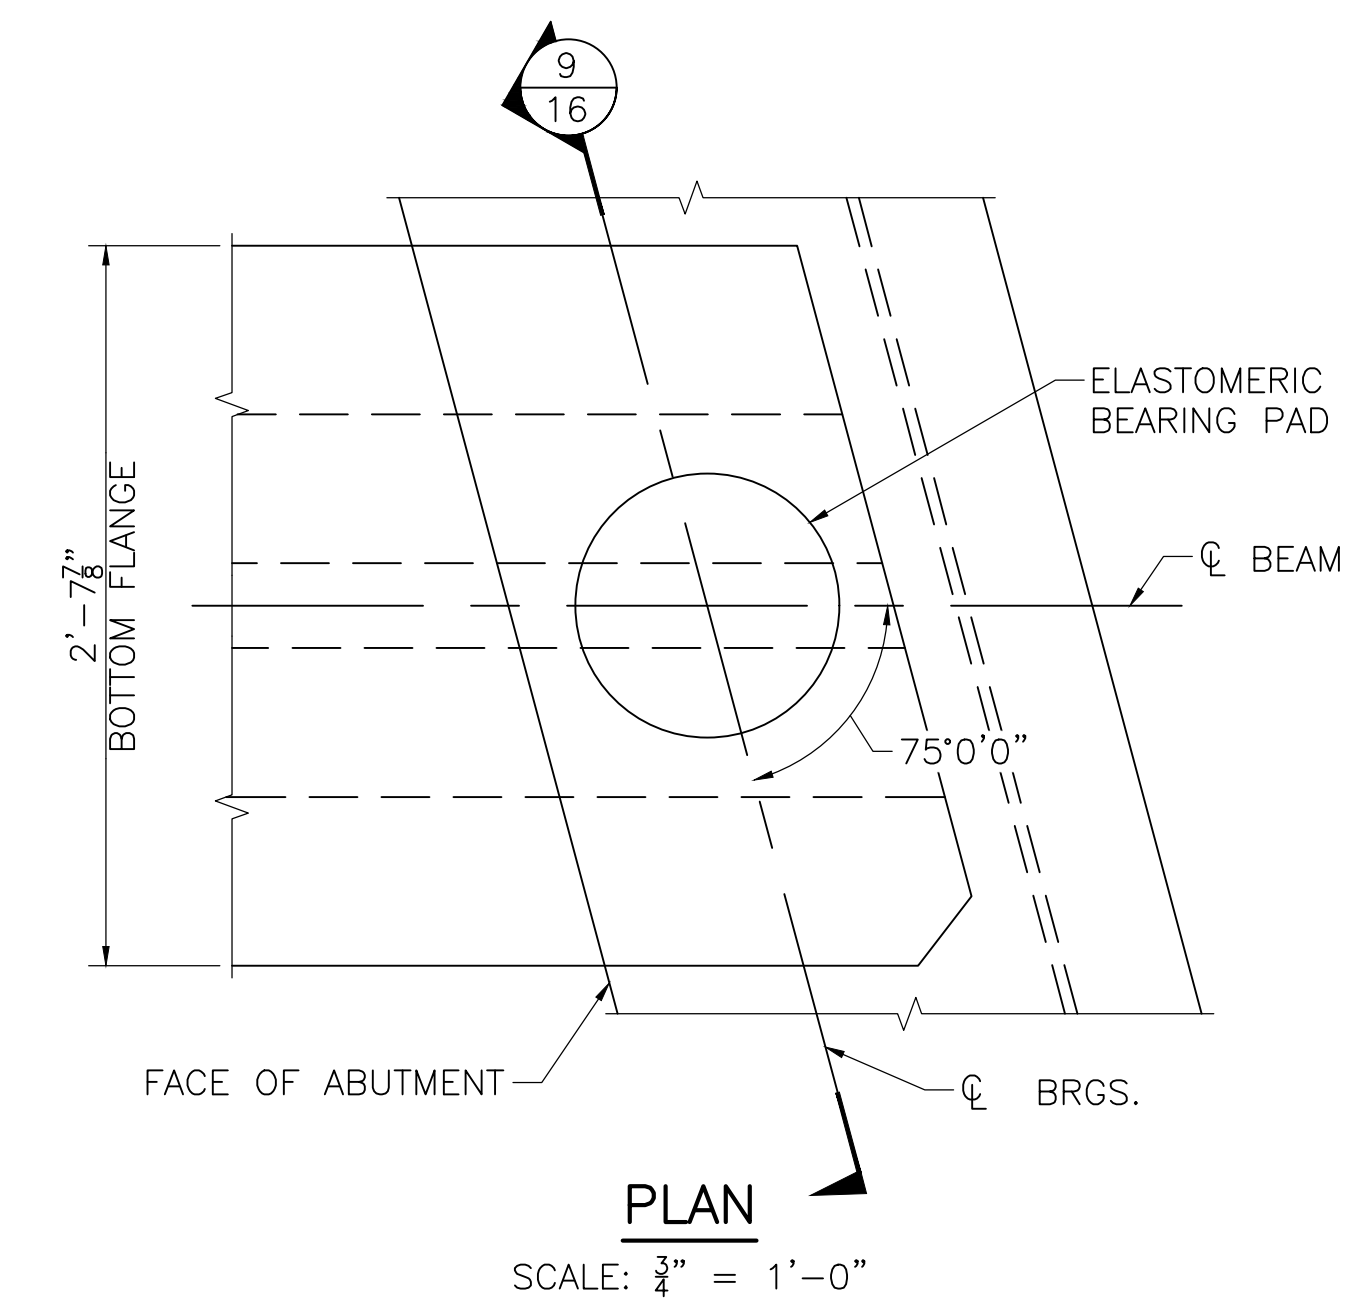 9
16
ELASTOMERIC
BEARING PAD
℄ BEAM
2'-7⅞"
BOTTOM FLANGE
75°0'0"
FACE OF ABUTMENT
℄ BRGS.
PLAN
SCALE: ¾" = 1'-0"